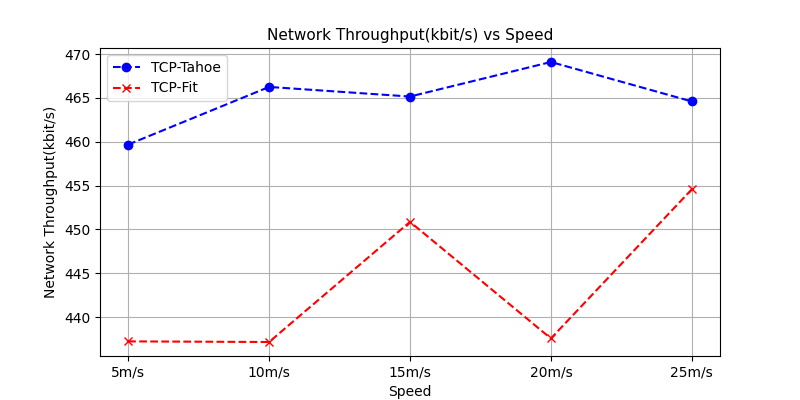 Network Throughput(kbit/s) vs Speed
TCP-Tahoe
TCP-Fit
Network Throughput(kbit/s)
470
465
460
455
450
445
440
5m/s
10m/s
15m/s
20m/s
25m/s
Speed